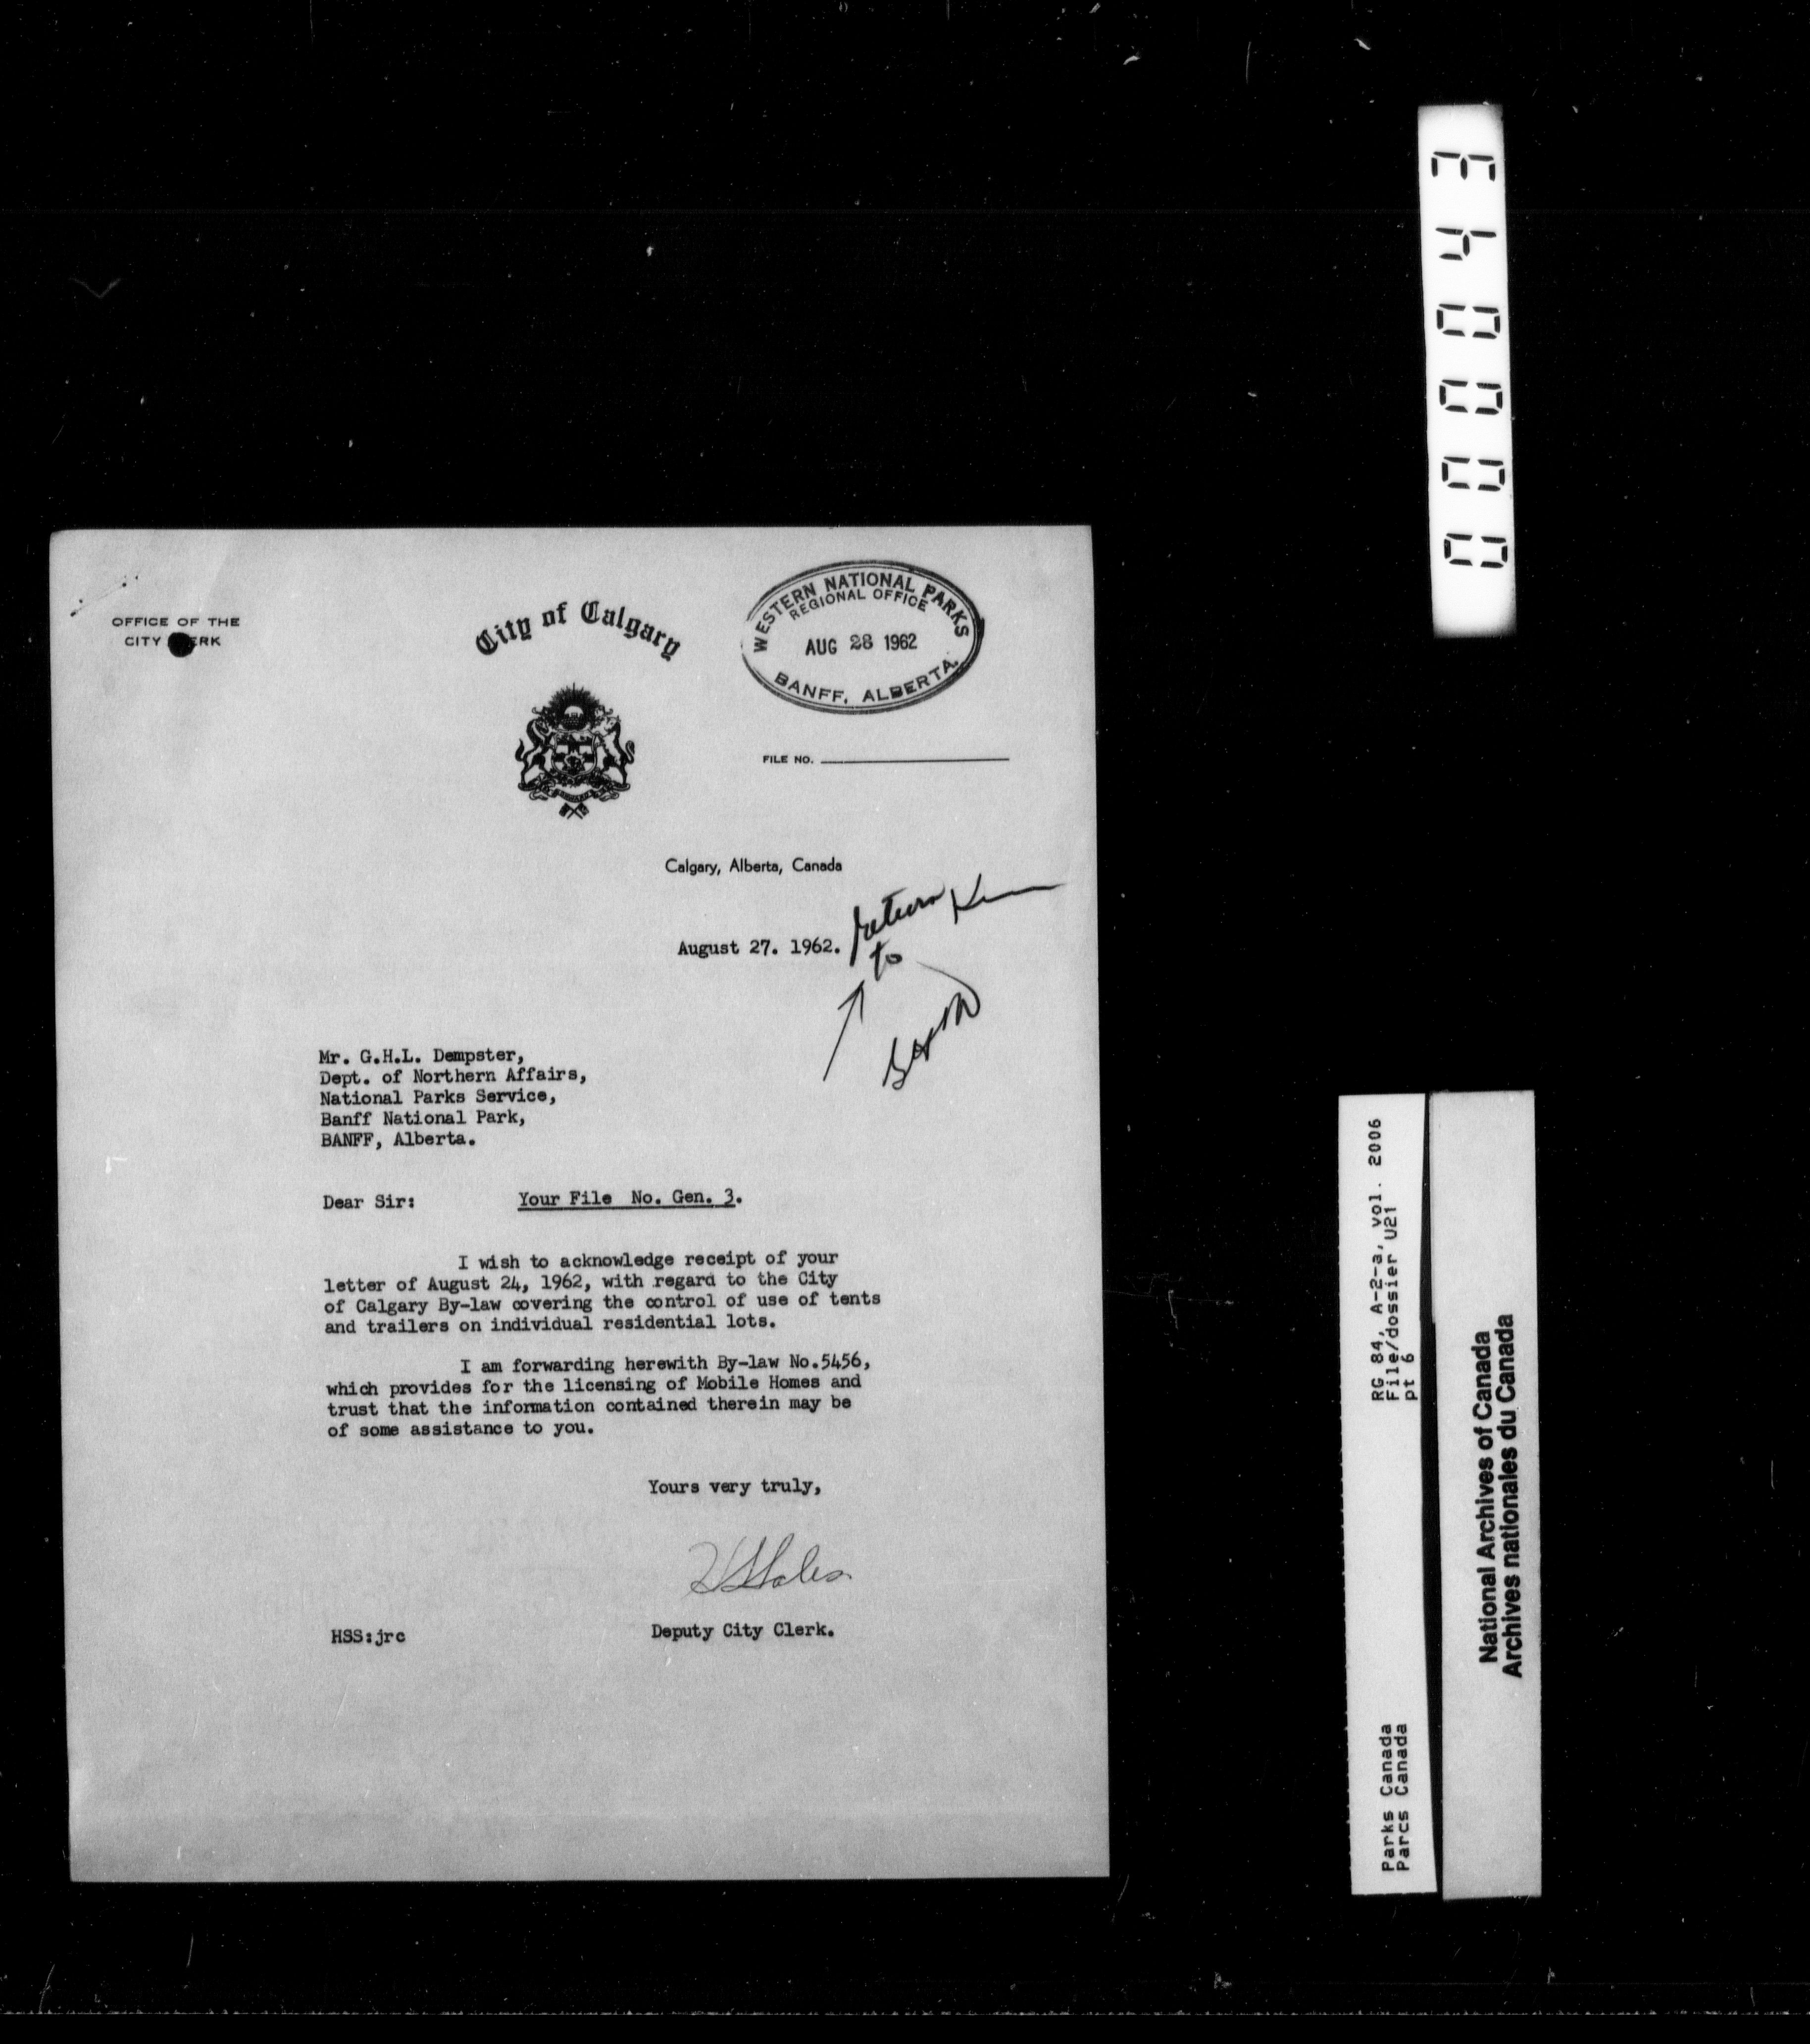 OFFICE OF THE
CITY CLERK
City of Calgary
WESTERN NATIONAL PARKS
REGIONAL OFFICE
AUG 28 1962
BANFF, ALBERTA.
FILE NO.
Calgary, Alberta, Canada
August 27. 1962.
return
to
Mr. G.H.L. Dempster,
Dept. of Northern Affairs,
National Parks Service,
Banff National Park,
BANFF, Alberta.
Dear Sir: Your File No. Gen. 3.
I wish to acknowledge receipt of your
letter of August 24, 1962, with regard to the City
of Calgary By-law covering the control of use of tents
and trailers on individual residential lots.
I am forwarding herewith By-law No.5456,
which provides for the licensing of Mobile Homes and
trust that the information contained therein may be
of some assistance to you.
Yours very truly,
Deputy City Clerk.
HSS:jrc
RG 84, A-2-a, vol. 2006
File/dossier U21
pt 6
Parks Canada
Parcs Canada
National Archives of Canada
Archives nationales du Canada